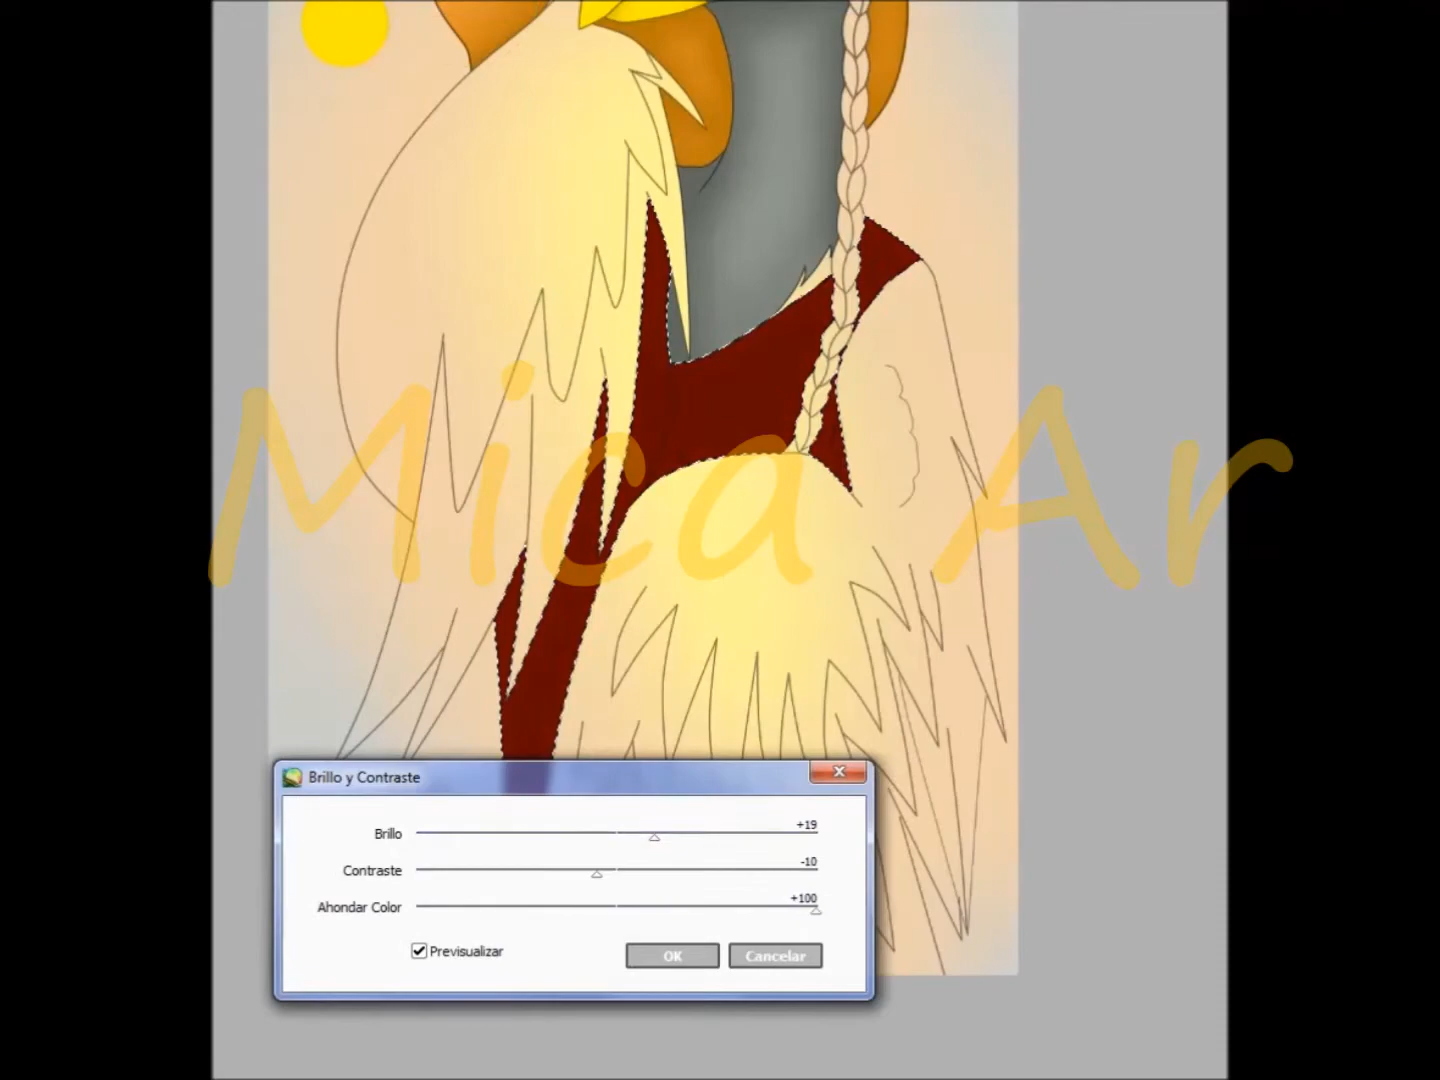 Mica Ar
Brillo y Contraste
Brillo +19
Contraste -10
Ahondar Color +100
Previsualizar OK Cancelar